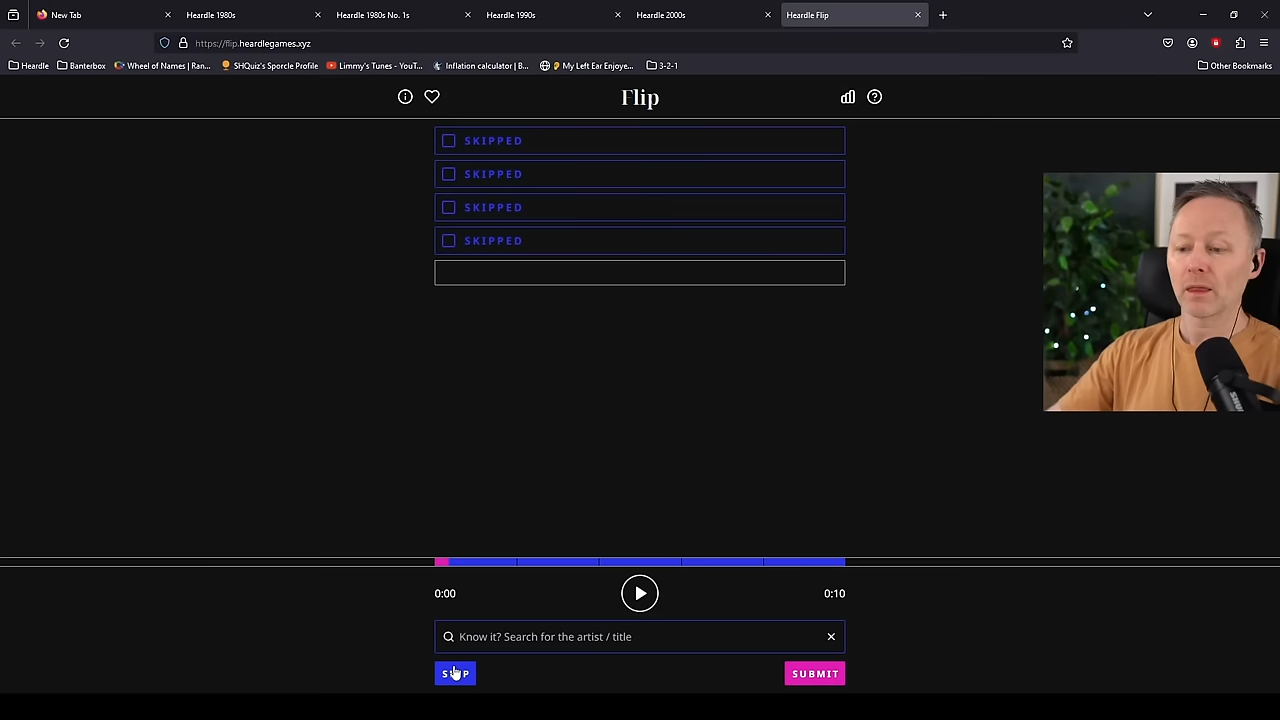 New Tab
Heardle 1980s
Heardle 1980s No. 1s
Heardle 1990s
Heardle 2000s
Heardle Flip
https://flip.heardlegames.xyz
Heardle
Banterbox
Wheel of Names | Ran...
SHQuiz's Sporcle Profile
Limmy's Tunes - YouT...
Inflation calculator | B...
My Left Ear Enjoye...
3-2-1
Other Bookmarks
Flip
SKIPPED
SKIPPED
SKIPPED
SKIPPED
0:00
0:10
Know it? Search for the artist / title
SUBMIT